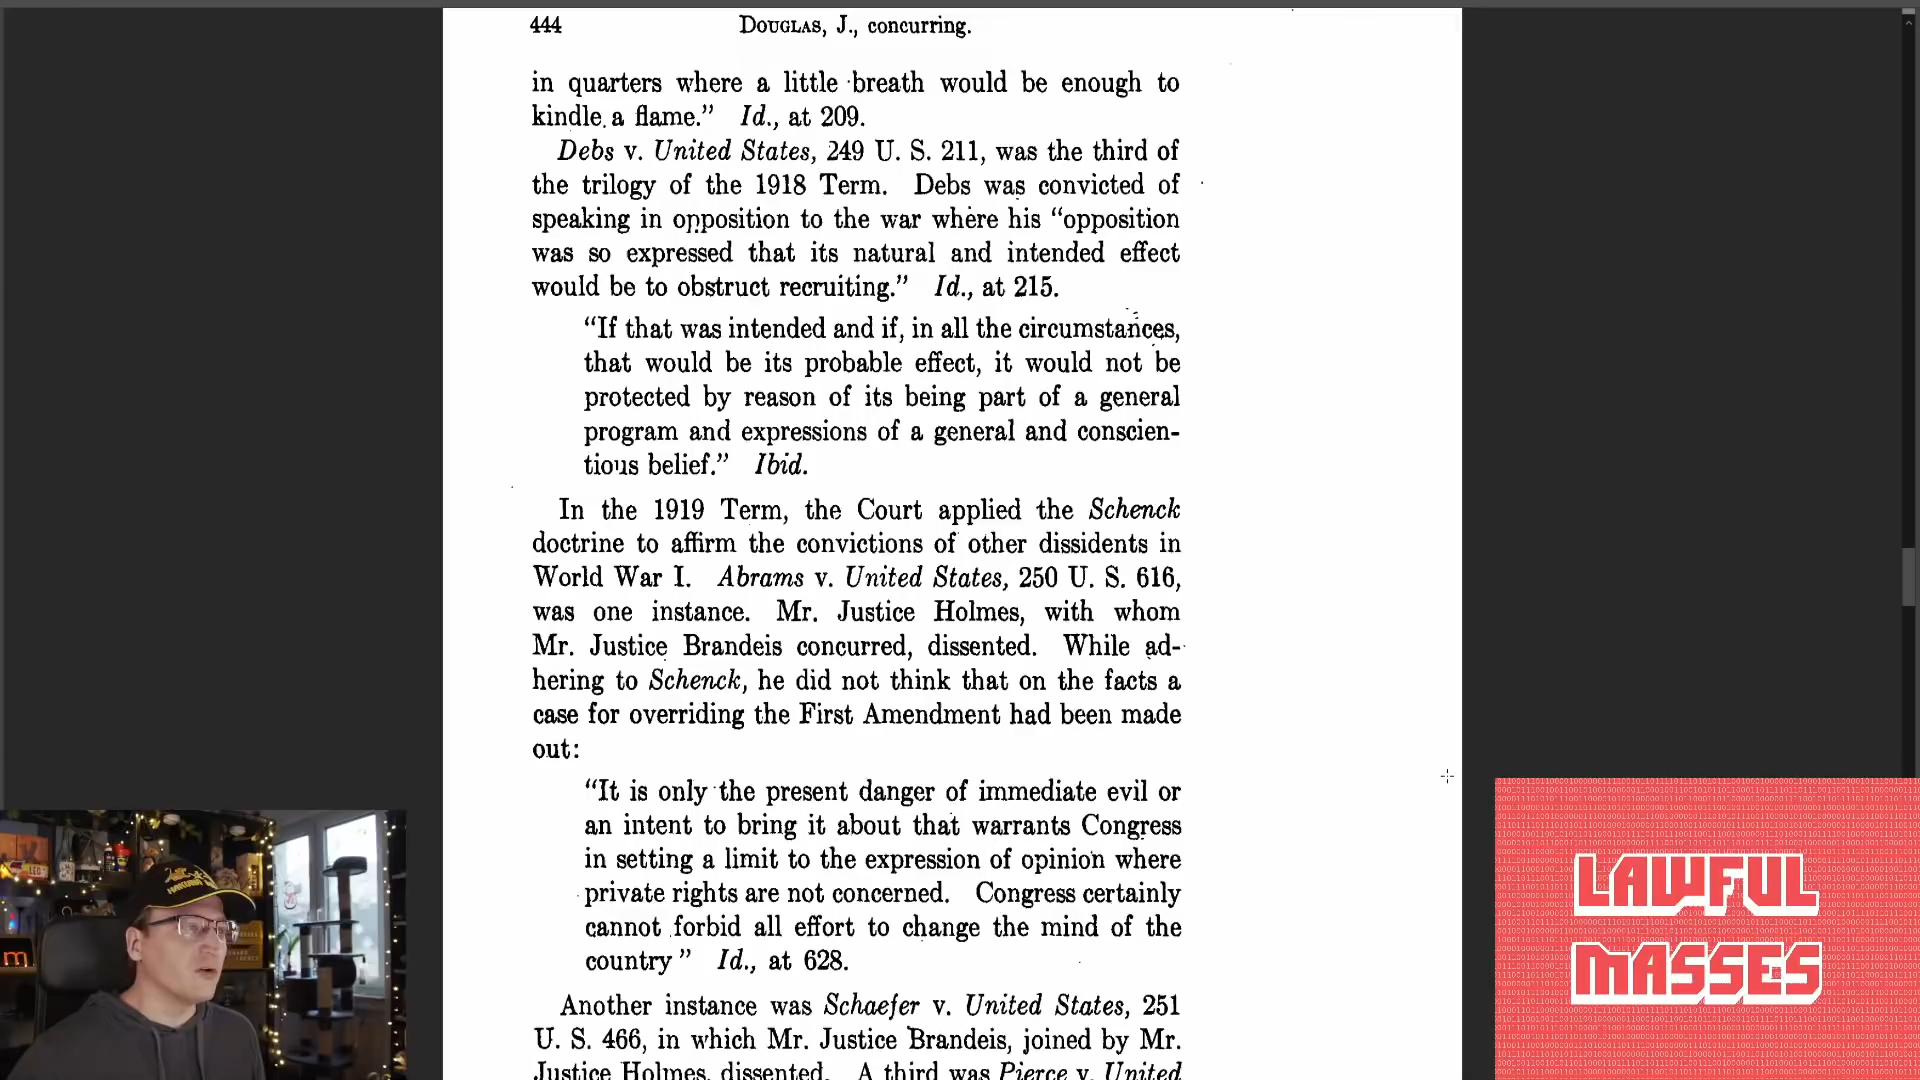 444 DOUGLAS, J., concurring.
in quarters where a little breath would be enough to
kindle a flame.” Id., at 209.
Debs v. United States, 249 U. S. 211, was the third of
the trilogy of the 1918 Term. Debs was convicted of
speaking in opposition to the war where his “opposition
was so expressed that its natural and intended effect
would be to obstruct recruiting.” Id., at 215.
“If that was intended and if, in all the circumstances,
that would be its probable effect, it would not be
protected by reason of its being part of a general
program and expressions of a general and conscien-
tious belief.” Ibid.
In the 1919 Term, the Court applied the Schenck
doctrine to affirm the convictions of other dissidents in
World War I. Abrams v. United States, 250 U. S. 616,
was one instance. Mr. Justice Holmes, with whom
Mr. Justice Brandeis concurred, dissented. While ad-
hering to Schenck, he did not think that on the facts a
case for overriding the First Amendment had been made
out:
“It is only the present danger of immediate evil or
an intent to bring it about that warrants Congress
in setting a limit to the expression of opinion where
private rights are not concerned. Congress certainly
cannot forbid all effort to change the mind of the
country ” Id., at 628.
Another instance was Schaefer v. United States, 251
U. S. 466, in which Mr. Justice Brandeis, joined by Mr.
Justice Holmes, dissented. A third was Pierce v. United
LAWFUL
MASSES